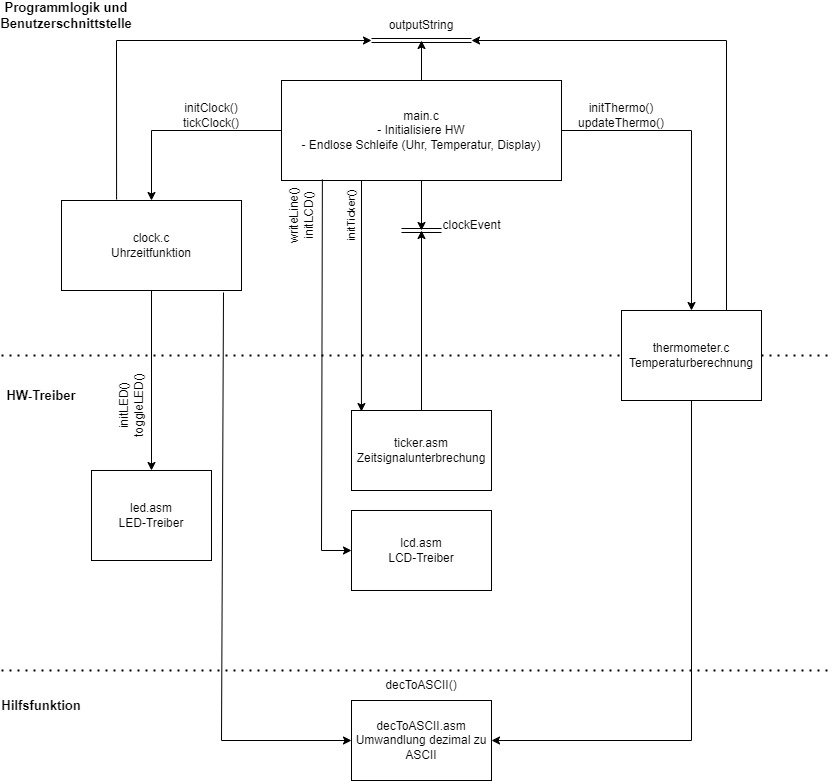 Programmlogik und
Benutzerschnittstelle
outputString
main.c
- Initialisiere HW
- Endlose Schleife (Uhr, Temperatur, Display)
initClock()
tickClock()
initThermo()
updateThermo()
writeLine()
initLCD()
initTicker()
clockEvent
clock.c
Uhrzeitfunktion
thermometer.c
Temperaturberechnung
HW-Treiber
initLED()
toggleLED()
ticker.asm
Zeitsignalunterbrechung
led.asm
LED-Treiber
lcd.asm
LCD-Treiber
Hilfsfunktion
decToASCII()
decToASCII.asm
Umwandlung dezimal zu
ASCII